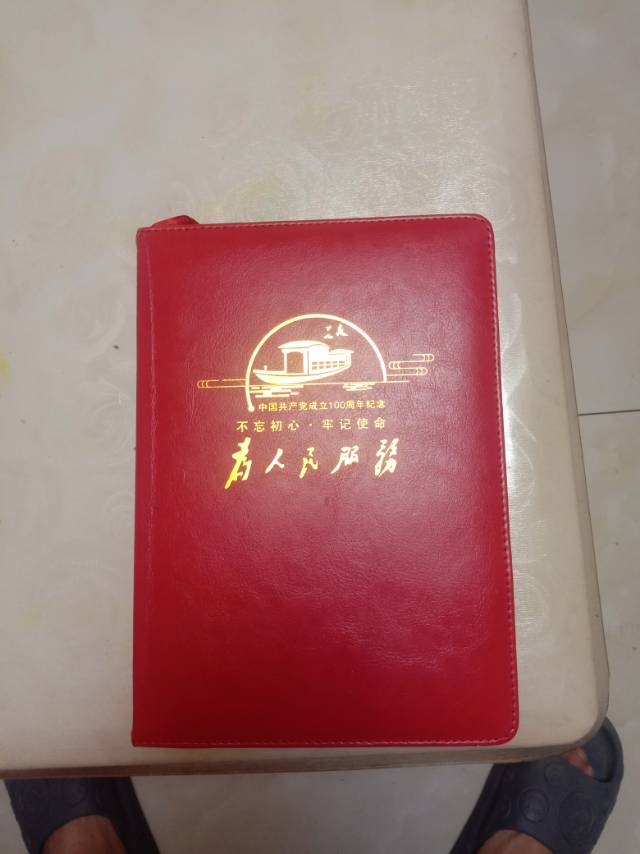 中国共产党成立100周年纪念
不忘初心·牢记使命
为人民服务